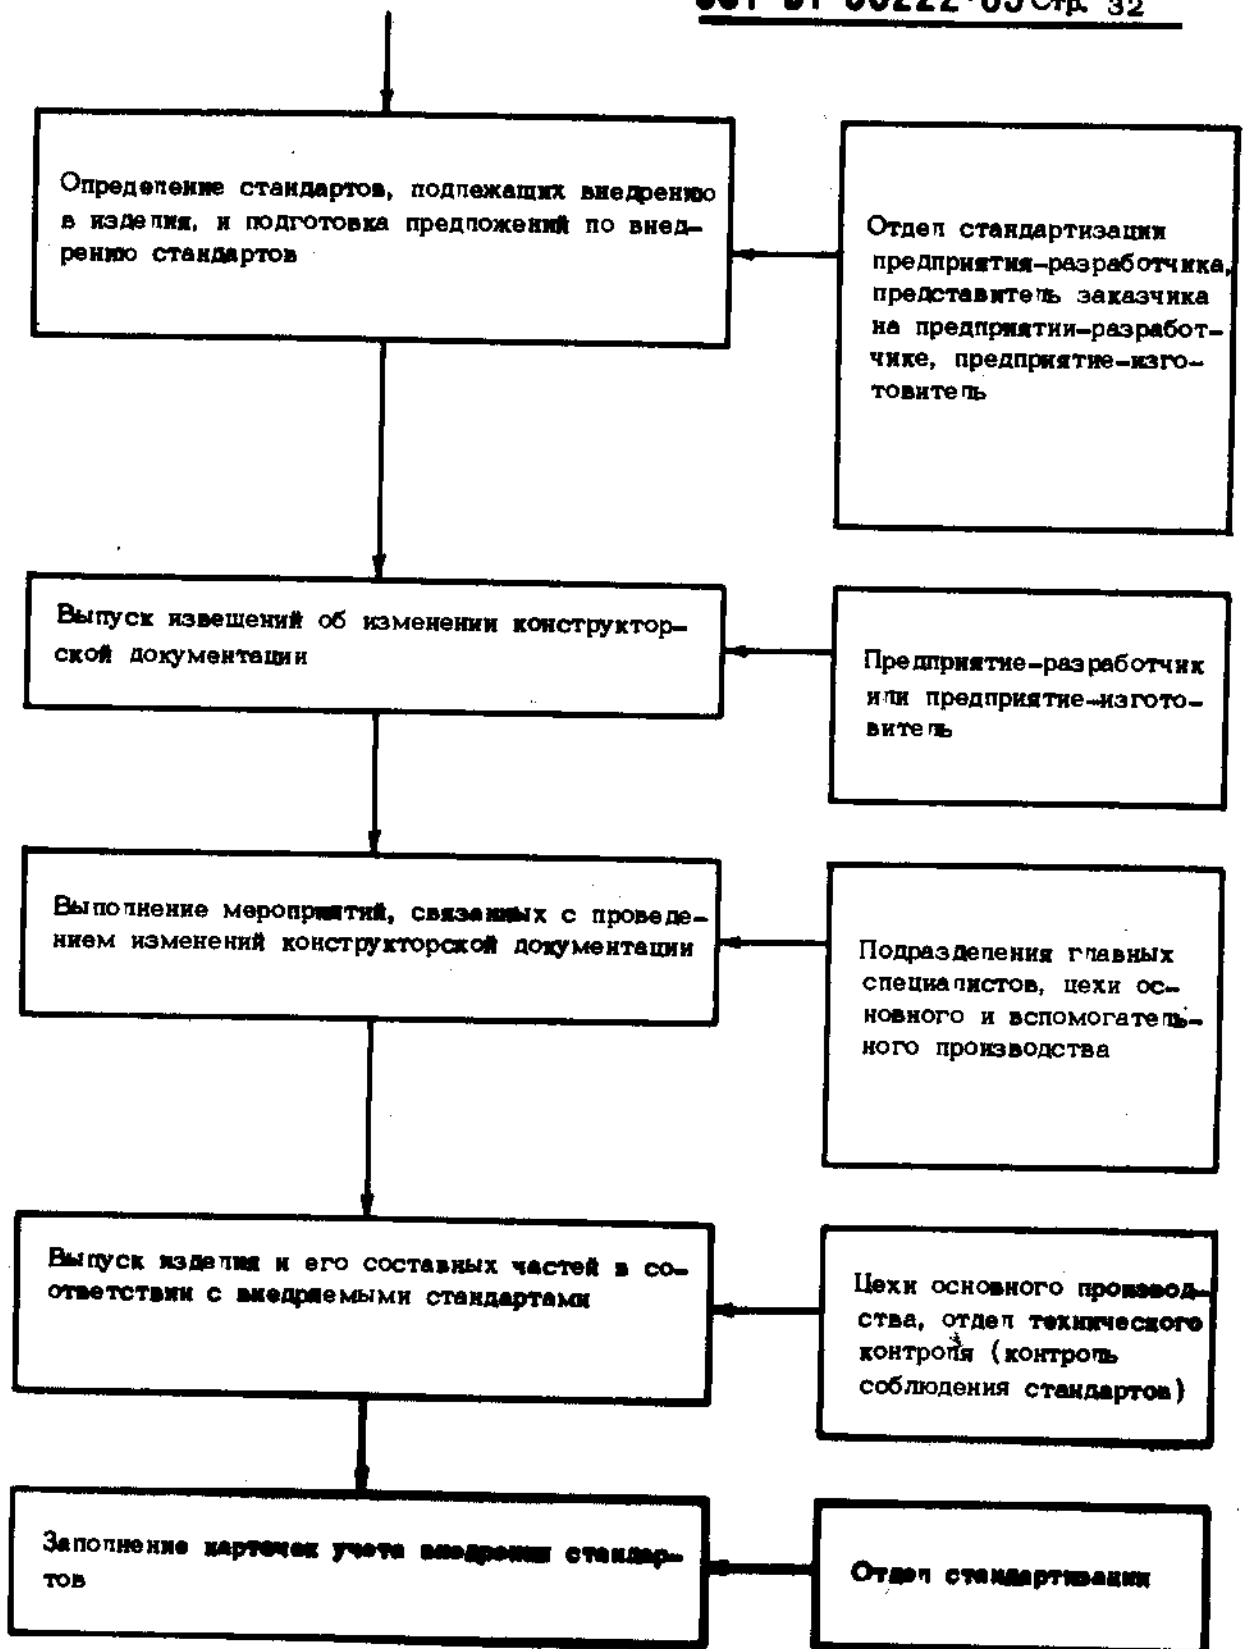 Стр. 32
Определение стандартов, подлежащих внедрению
в изделия, и подготовка предложений по внед-
рению стандартов
Отдел стандартизации
предприятия-разработчика,
представитель заказчика
на предприятии-разработ-
чике, предприятие-изго-
товитель
Выпуск извещений об изменении конструктор-
ской документации
Предприятие-разработчик
или предприятие-изгото-
витель
Выполнение мероприятий, связанных с проведе-
нием изменений конструкторской документации
Подразделения главных
специалистов, цехи ос-
новного и вспомогатель-
ного производства
Выпуск изделия и его составных частей в со-
ответствии с внедряемыми стандартами
Цехи основного производ-
ства, отдел технического
контроля (контроль
соблюдения стандартов)
Заполнение карточек учета внедрения стандар-
тов
Отдел стандартизации